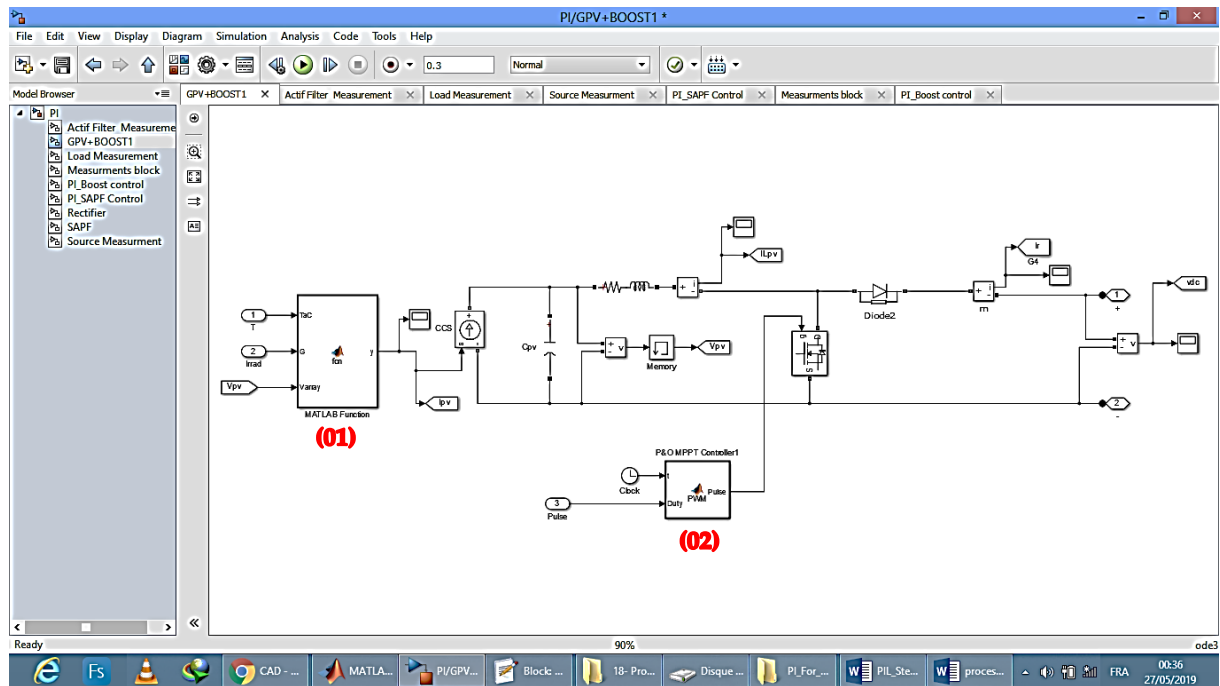 PI/GPV+BOOST1 *
File Edit View Display Diagram Simulation Analysis Code Tools Help
0.3
Normal
Model Browser
GPV+BOOST1
Actif Filter Measurement
Load Measurement
Source Measurment
PI_SAPF Control
Measurments block
PI_Boost control
PI
Actif Filter_Measureme
GPV+BOOST1
Load Measurement
Measurments block
PI_Boost control
PI_SAPF Control
Rectifier
SAPF
Source Measurment
1
T
2
Irrad
Vpv
TaC
G
Varray
fcn
y
MATLAB Function
(01)
Ipv
CCS
Cpv
+
-
v
Memory
Vpv
+
i
-
ILpv
Diode2
g
D
S
+
i
-
m
Ir
G4
1
+
2
-
+
-
v
vdc
P&O MPPT Controller1
Clock
3
Pulse
t
Duty
PWM
Pulse
(02)
Ready
90%
ode3
Fs
CAD - ...
MATLA...
PI/GPV...
Block ...
18- Pro...
Disque ...
PI_For_...
PIL_Ste...
proces...
FRA
00:36
27/05/2019